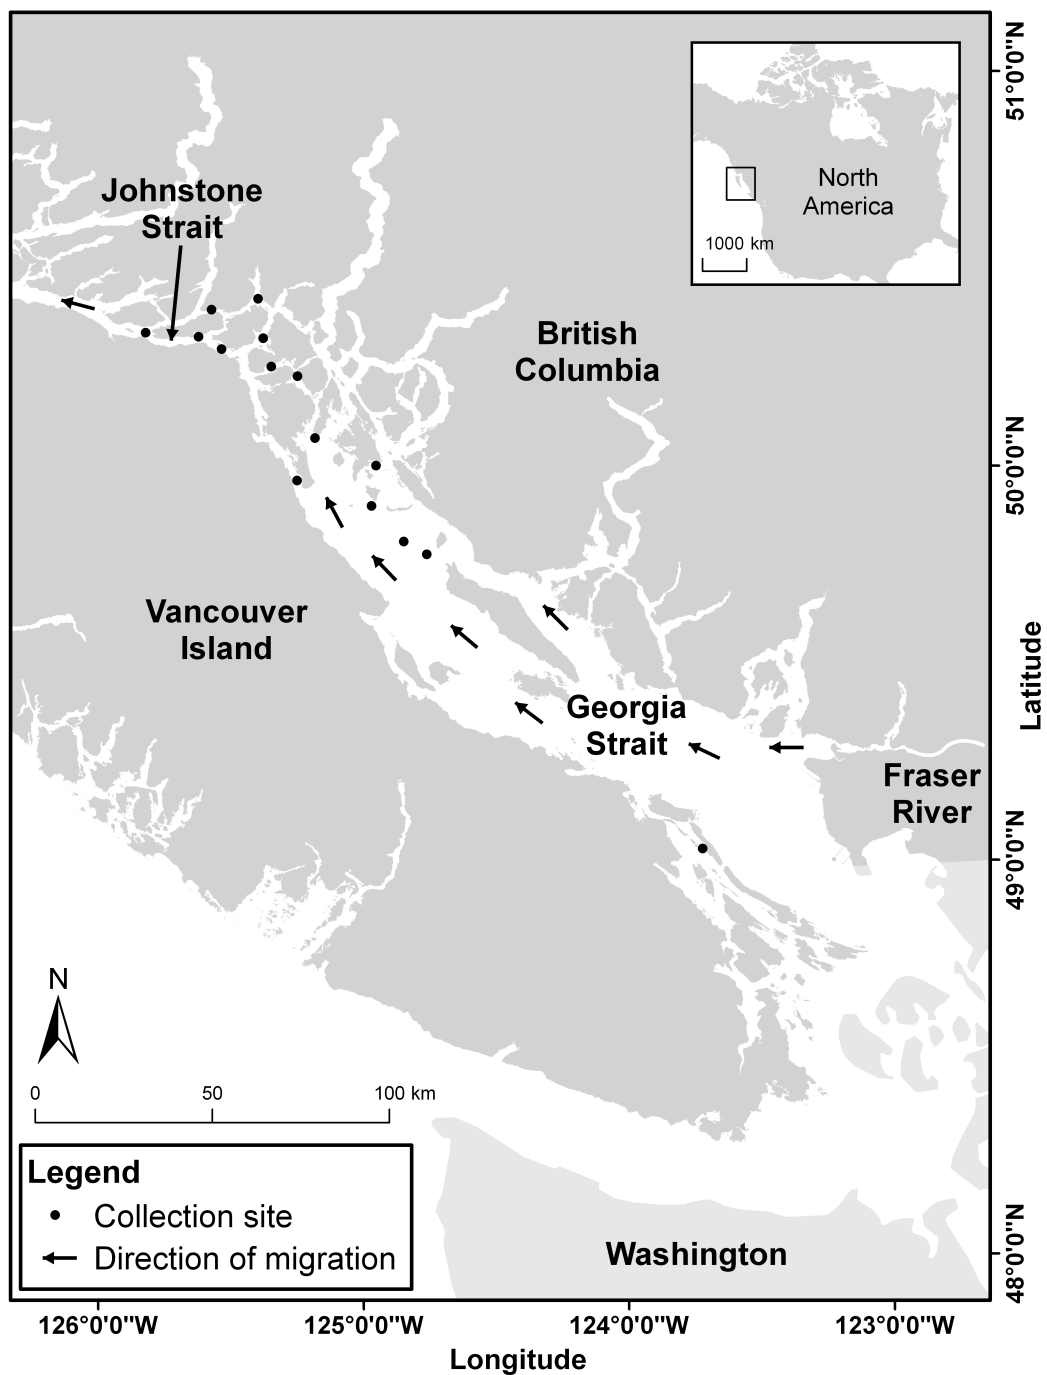 Johnstone
Strait
North
America
1000 km
British
Columbia
Vancouver
Island
Georgia
Strait
Fraser
River
N
0 50 100 km
Legend
Collection site
Direction of migration
Washington
51°0'0"N
50°0'0"N
49°0'0"N
48°0'0"N
Latitude
126°0'0"W 125°0'0"W 124°0'0"W 123°0'0"W
Longitude